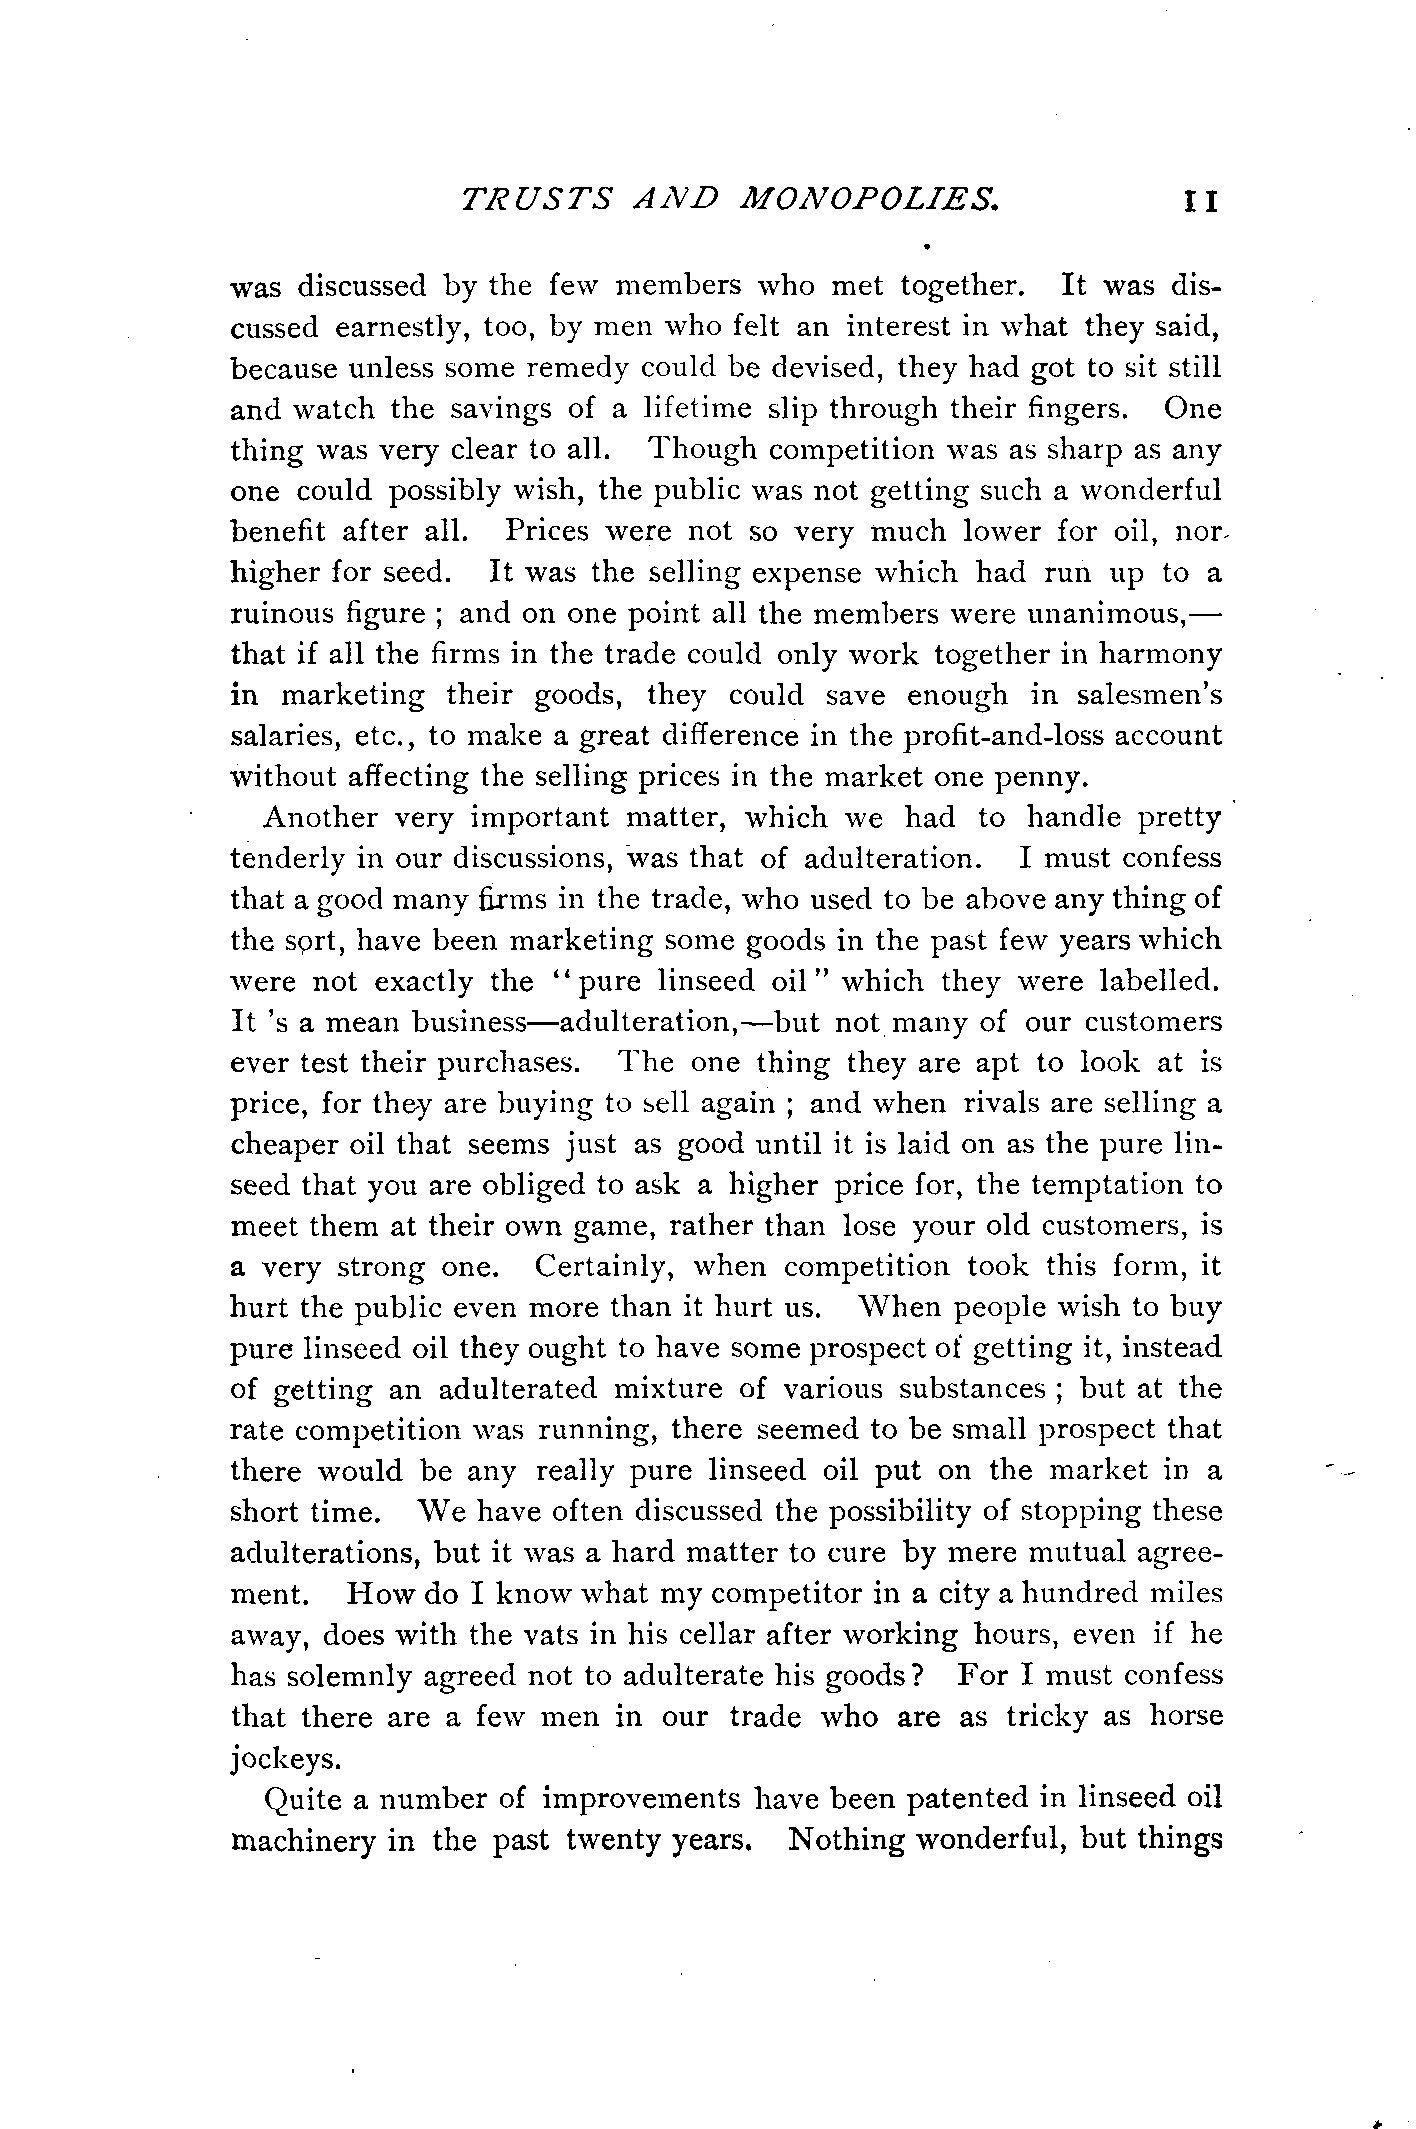 TRUSTS AND MONOPOLIES. 11
was discussed by the few members who met together. It was dis-
cussed earnestly, too, by men who felt an interest in what they said,
because unless some remedy could be devised, they had got to sit still
and watch the savings of a lifetime slip through their fingers. One
thing was very clear to all. Though competition was as sharp as any
one could possibly wish, the public was not getting such a wonderful
benefit after all. Prices were not so very much lower for oil, nor
higher for seed. It was the selling expense which had run up to a
ruinous figure ; and on one point all the members were unanimous,—
that if all the firms in the trade could only work together in harmony
in marketing their goods, they could save enough in salesmen's
salaries, etc., to make a great difference in the profit-and-loss account
without affecting the selling prices in the market one penny.
Another very important matter, which we had to handle pretty
tenderly in our discussions, was that of adulteration. I must confess
that a good many firms in the trade, who used to be above any thing of
the sort, have been marketing some goods in the past few years which
were not exactly the “ pure linseed oil ” which they were labelled.
It 's a mean business—adulteration,—but not many of our customers
ever test their purchases. The one thing they are apt to look at is
price, for they are buying to sell again ; and when rivals are selling a
cheaper oil that seems just as good until it is laid on as the pure lin-
seed that you are obliged to ask a higher price for, the temptation to
meet them at their own game, rather than lose your old customers, is
a very strong one. Certainly, when competition took this form, it
hurt the public even more than it hurt us. When people wish to buy
pure linseed oil they ought to have some prospect of getting it, instead
of getting an adulterated mixture of various substances ; but at the
rate competition was running, there seemed to be small prospect that
there would be any really pure linseed oil put on the market in a
short time. We have often discussed the possibility of stopping these
adulterations, but it was a hard matter to cure by mere mutual agree-
ment. How do I know what my competitor in a city a hundred miles
away, does with the vats in his cellar after working hours, even if he
has solemnly agreed not to adulterate his goods ? For I must confess
that there are a few men in our trade who are as tricky as horse
jockeys.
Quite a number of improvements have been patented in linseed oil
machinery in the past twenty years. Nothing wonderful, but things